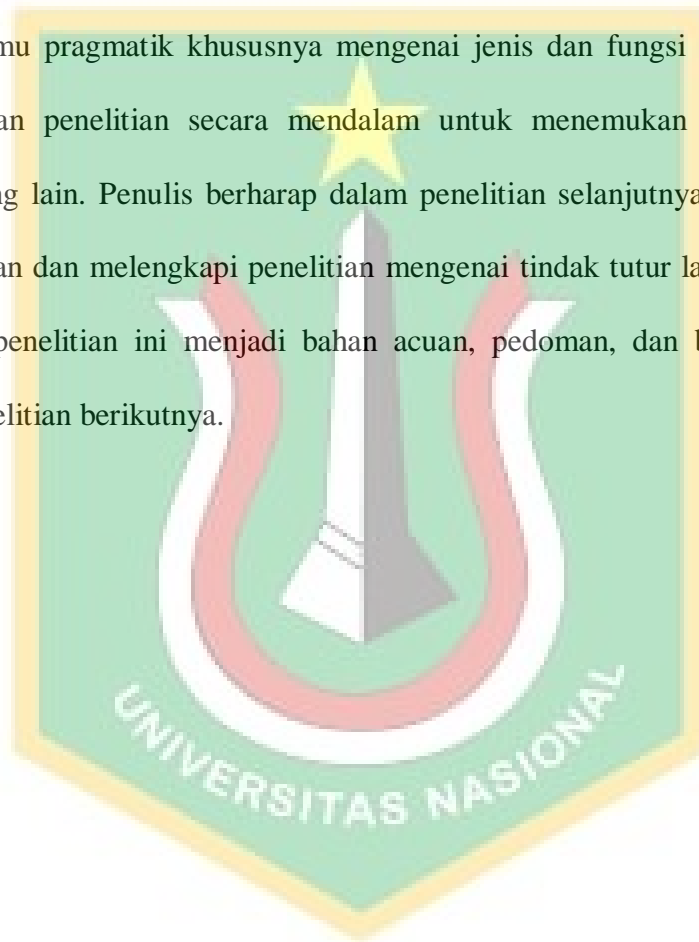 mu pragmatik khususnya mengenai jenis dan fungsi
an penelitian secara mendalam untuk menemukan
ng lain. Penulis berharap dalam penelitian selanjutnya
an dan melengkapi penelitian mengenai tindak tutur la
penelitian ini menjadi bahan acuan, pedoman, dan b
elitian berikutnya.
UNIVERSITAS NASIONAL